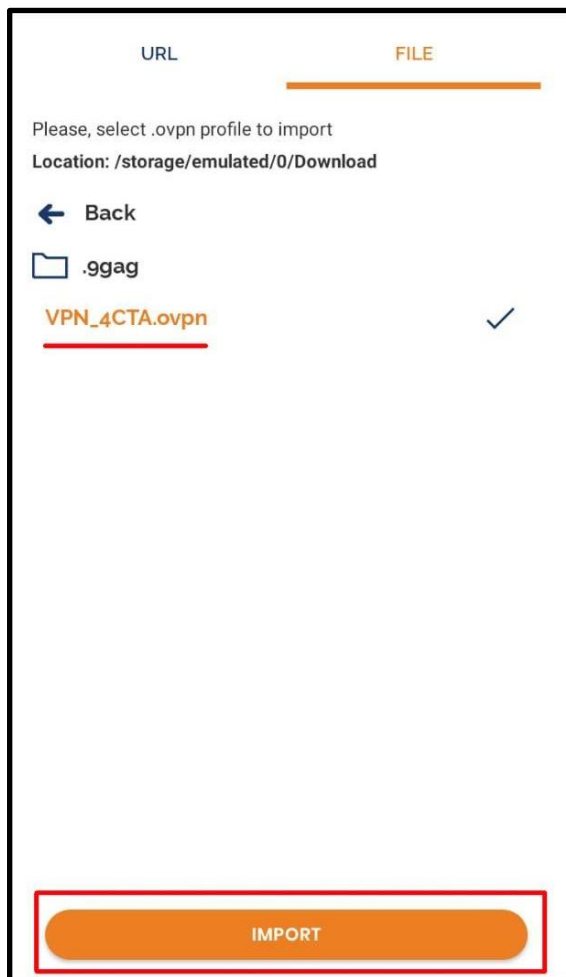 URL FILE
Please, select .ovpn profile to import
Location: /storage/emulated/0/Download
Back
.9gag
VPN_4CTA.ovpn
IMPORT